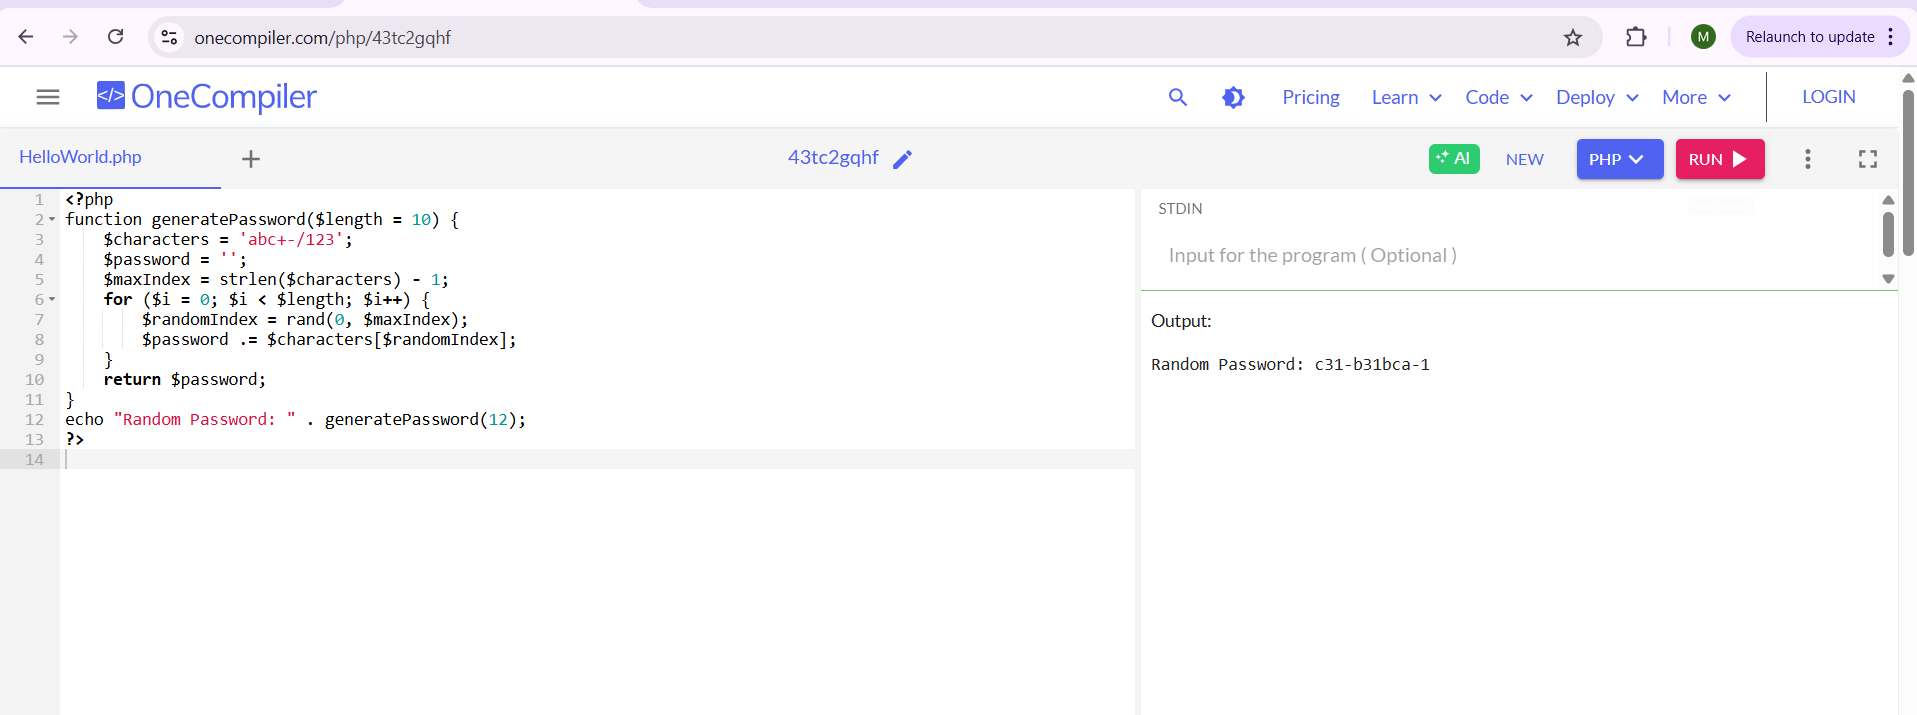 onecompiler.com/php/43tc2gqhf
M
Relaunch to update
</> OneCompiler
Pricing
Learn
Code
Deploy
More
LOGIN
HelloWorld.php
+
43tc2gqhf
AI
NEW
PHP
RUN
1 <?php
2 function generatePassword($length = 10) {
3     $characters = 'abc+-/123';
4     $password = '';
5     $maxIndex = strlen($characters) - 1;
6     for ($i = 0; $i < $length; $i++) {
7         $randomIndex = rand(0, $maxIndex);
8         $password .= $characters[$randomIndex];
9     }
10     return $password;
11 }
12 echo "Random Password: " . generatePassword(12);
13 ?>
14
STDIN
Input for the program ( Optional )
Output:
Random Password: c31-b31bca-1